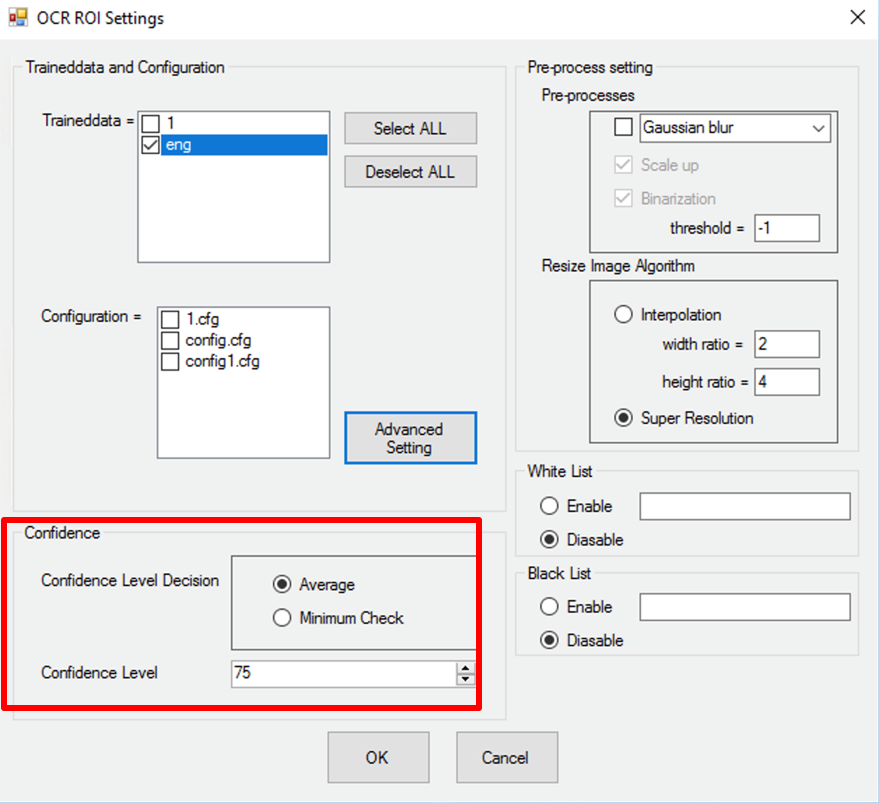 OCR ROI Settings
Traineddata and Configuration
Traineddata =
1
eng
Select ALL
Deselect ALL
Configuration =
1.cfg
config.cfg
config1.cfg
Advanced
Setting
Confidence
Confidence Level Decision
Average
Minimum Check
Confidence Level
75
Pre-process setting
Pre-processes
Gaussian blur
Scale up
Binarization
threshold = -1
Resize Image Algorithm
Interpolation
width ratio = 2
height ratio = 4
Super Resolution
White List
Enable
Diasable
Black List
Enable
Diasable
OK
Cancel